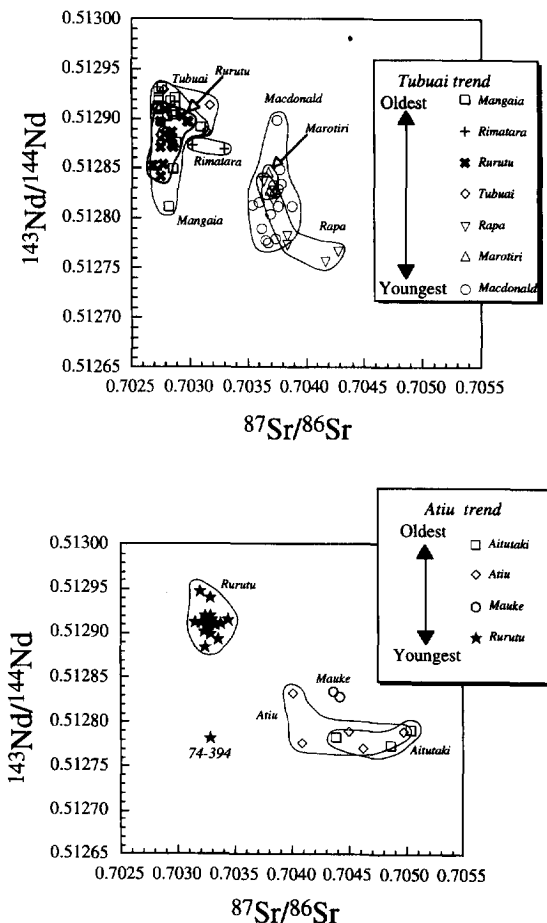 0.51300
0.51295
0.51290
0.51285
0.51280
0.51275
0.51270
0.51265
143Nd/144Nd
Tubuai
Rurutu
Rimatara
Mangaia
Macdonald
Marotiri
Rapa
0.7025 0.7030 0.7035 0.7040 0.7045 0.7050 0.7055
87Sr/86Sr
Tubuai trend
Oldest
Youngest
Mangaia
Rimatara
Rurutu
Tubuai
Rapa
Marotiri
Macdonald
0.51300
0.51295
0.51290
0.51285
0.51280
0.51275
0.51270
0.51265
143Nd/144Nd
Rurutu
74-394
Atiu
Mauke
Aitutaki
0.7025 0.7030 0.7035 0.7040 0.7045 0.7050 0.7055
87Sr/86Sr
Atiu trend
Oldest
Youngest
Aitutaki
Atiu
Mauke
Rurutu